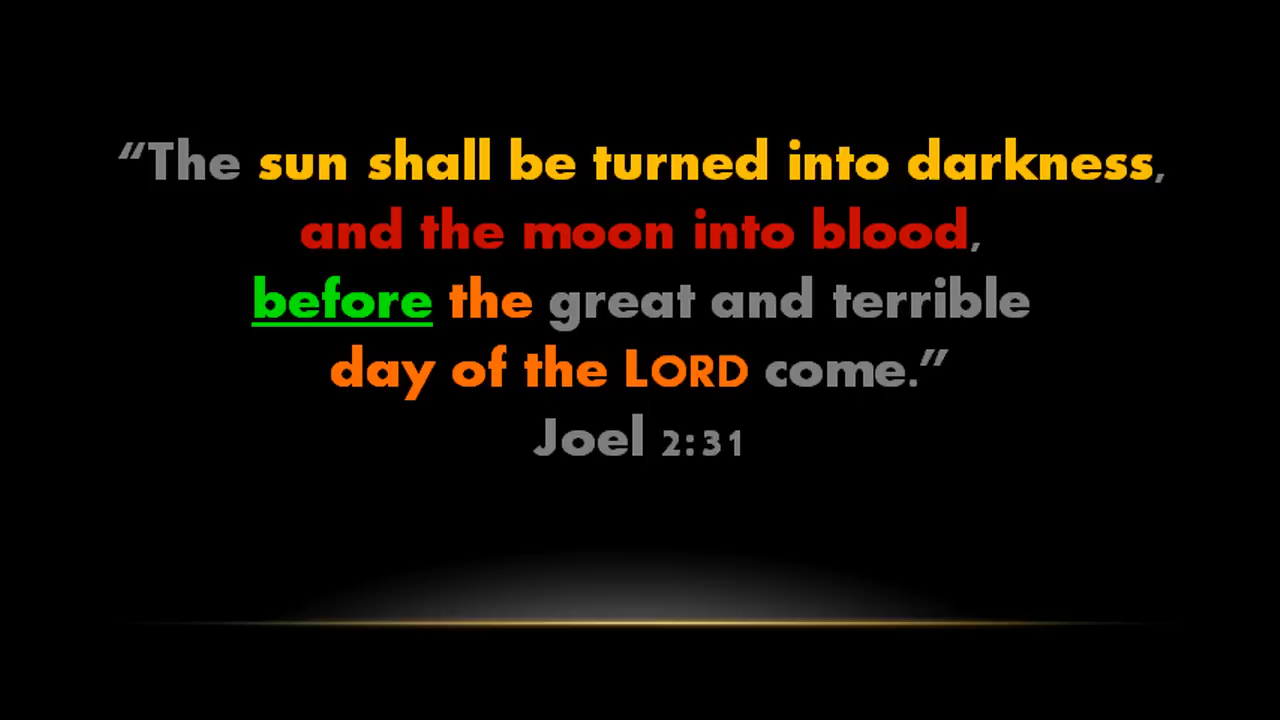 “The sun shall be turned into darkness,
and the moon into blood,
before the great and terrible
day of the LORD come.”
Joel 2:31